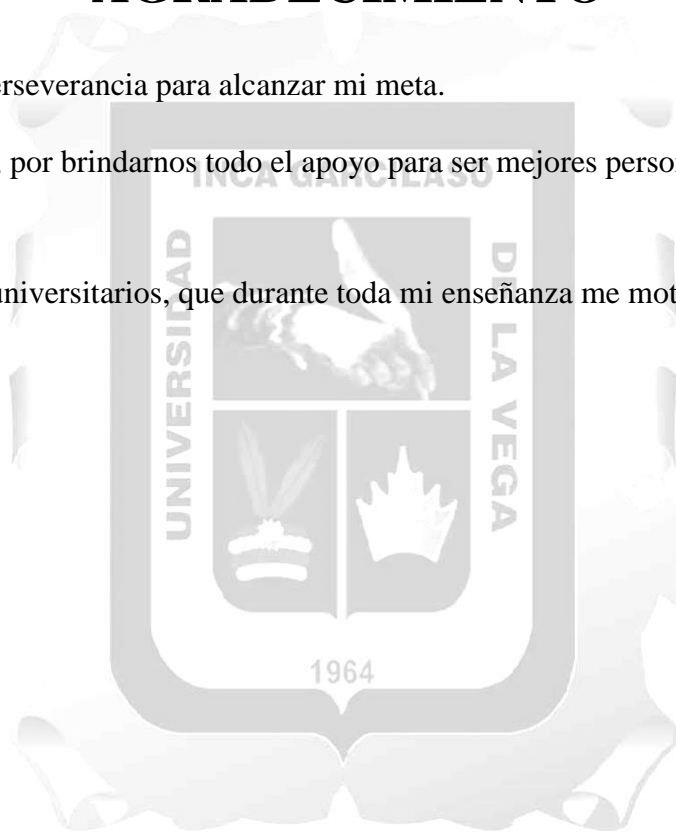 AGRADECIMIENTO
erseverancia para alcanzar mi meta.
, por brindarnos todo el apoyo para ser mejores perso
INCA GARCILASO
universitarios, que durante toda mi enseñanza me mot
UNIVERSIDAD
DE LA VEGA
1964